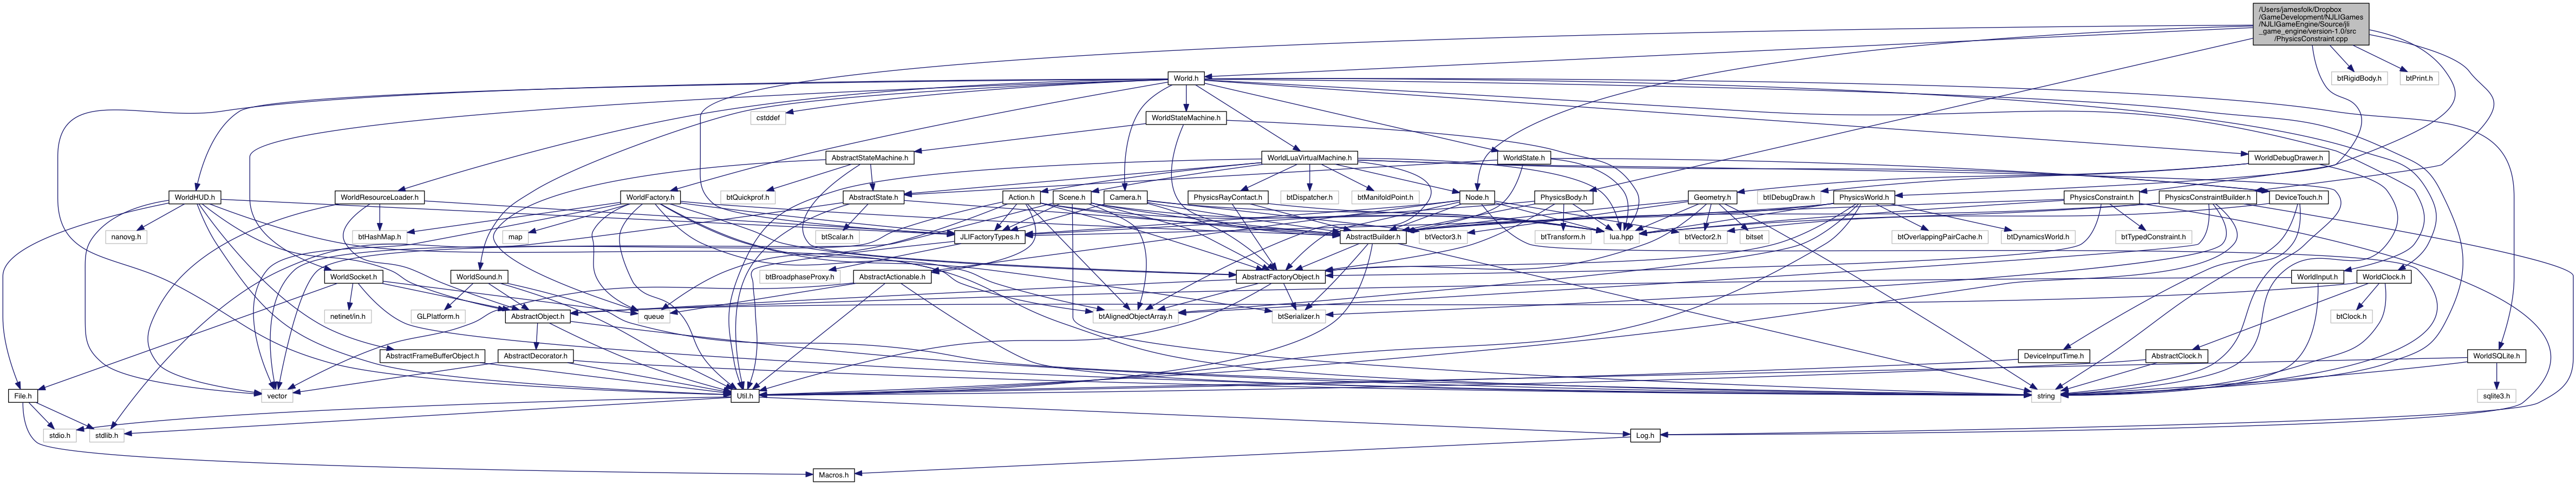 /Users/jamesfolk/Dropbox
/GameDevelopment/NJLIGames
/NJLIGameEngine/Source/jli
_game_engine/version-1.0/src
/PhysicsConstraint.cpp
World.h
btRigidBody.h
btPrint.h
cstddef
WorldStateMachine.h
AbstractStateMachine.h
WorldLuaVirtualMachine.h
WorldState.h
WorldDebugDrawer.h
WorldHUD.h
WorldResourceLoader.h
WorldFactory.h
btQuickprof.h
AbstractState.h
Action.h
Scene.h
Camera.h
PhysicsRayContact.h
btDispatcher.h
btManifoldPoint.h
Node.h
PhysicsBody.h
Geometry.h
btIDebugDraw.h
PhysicsWorld.h
PhysicsConstraint.h
PhysicsConstraintBuilder.h
DeviceTouch.h
nanovg.h
btHashMap.h
map
btScalar.h
JLIFactoryTypes.h
AbstractBuilder.h
btVector3.h
btTransform.h
lua.hpp
btVector2.h
bitset
btOverlappingPairCache.h
btDynamicsWorld.h
btTypedConstraint.h
WorldSocket.h
WorldSound.h
btBroadphaseProxy.h
AbstractActionable.h
AbstractFactoryObject.h
WorldInput.h
WorldClock.h
netinet/in.h
GLPlatform.h
AbstractObject.h
queue
btAlignedObjectArray.h
btSerializer.h
btClock.h
AbstractFrameBufferObject.h
AbstractDecorator.h
DeviceInputTime.h
AbstractClock.h
WorldSQLite.h
File.h
vector
Util.h
string
sqlite3.h
stdio.h
stdlib.h
Log.h
Macros.h